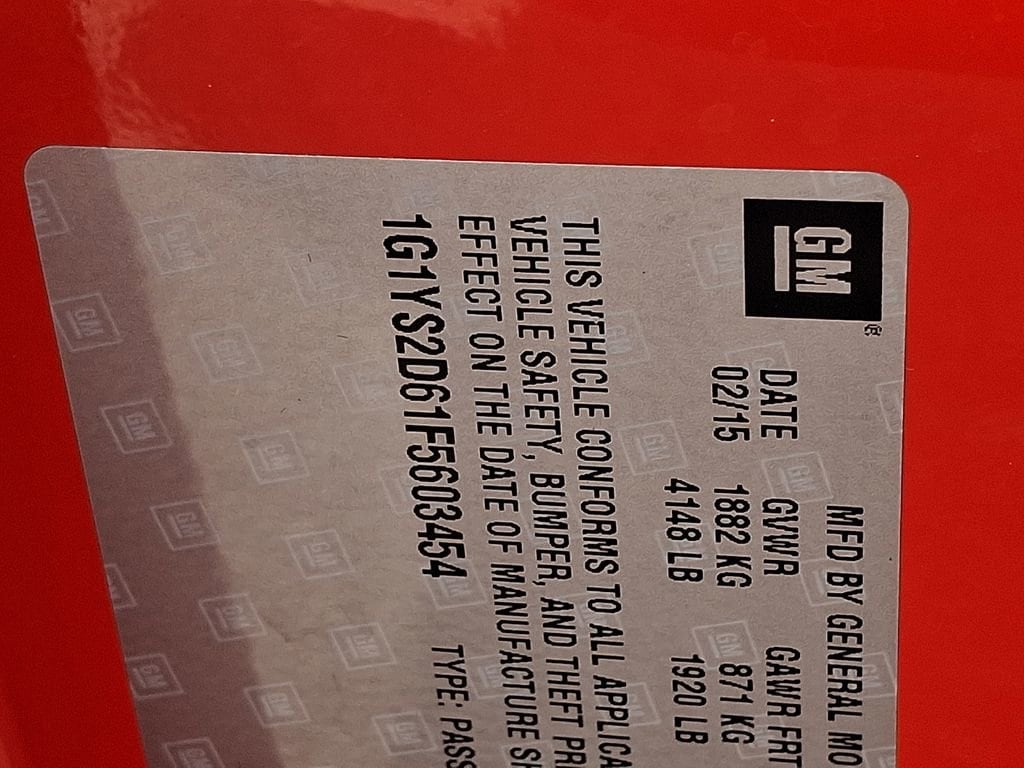 GM
®
MFD BY GENERAL MO
DATE GVWR GAWR FRT
02/15 1882 KG 871 KG
4148 LB 1920 LB
THIS VEHICLE CONFORMS TO ALL APPLICA
VEHICLE SAFETY, BUMPER, AND THEFT PR
EFFECT ON THE DATE OF MANUFACTURE SH
1G1YS2D61F5603454 TYPE: PASS